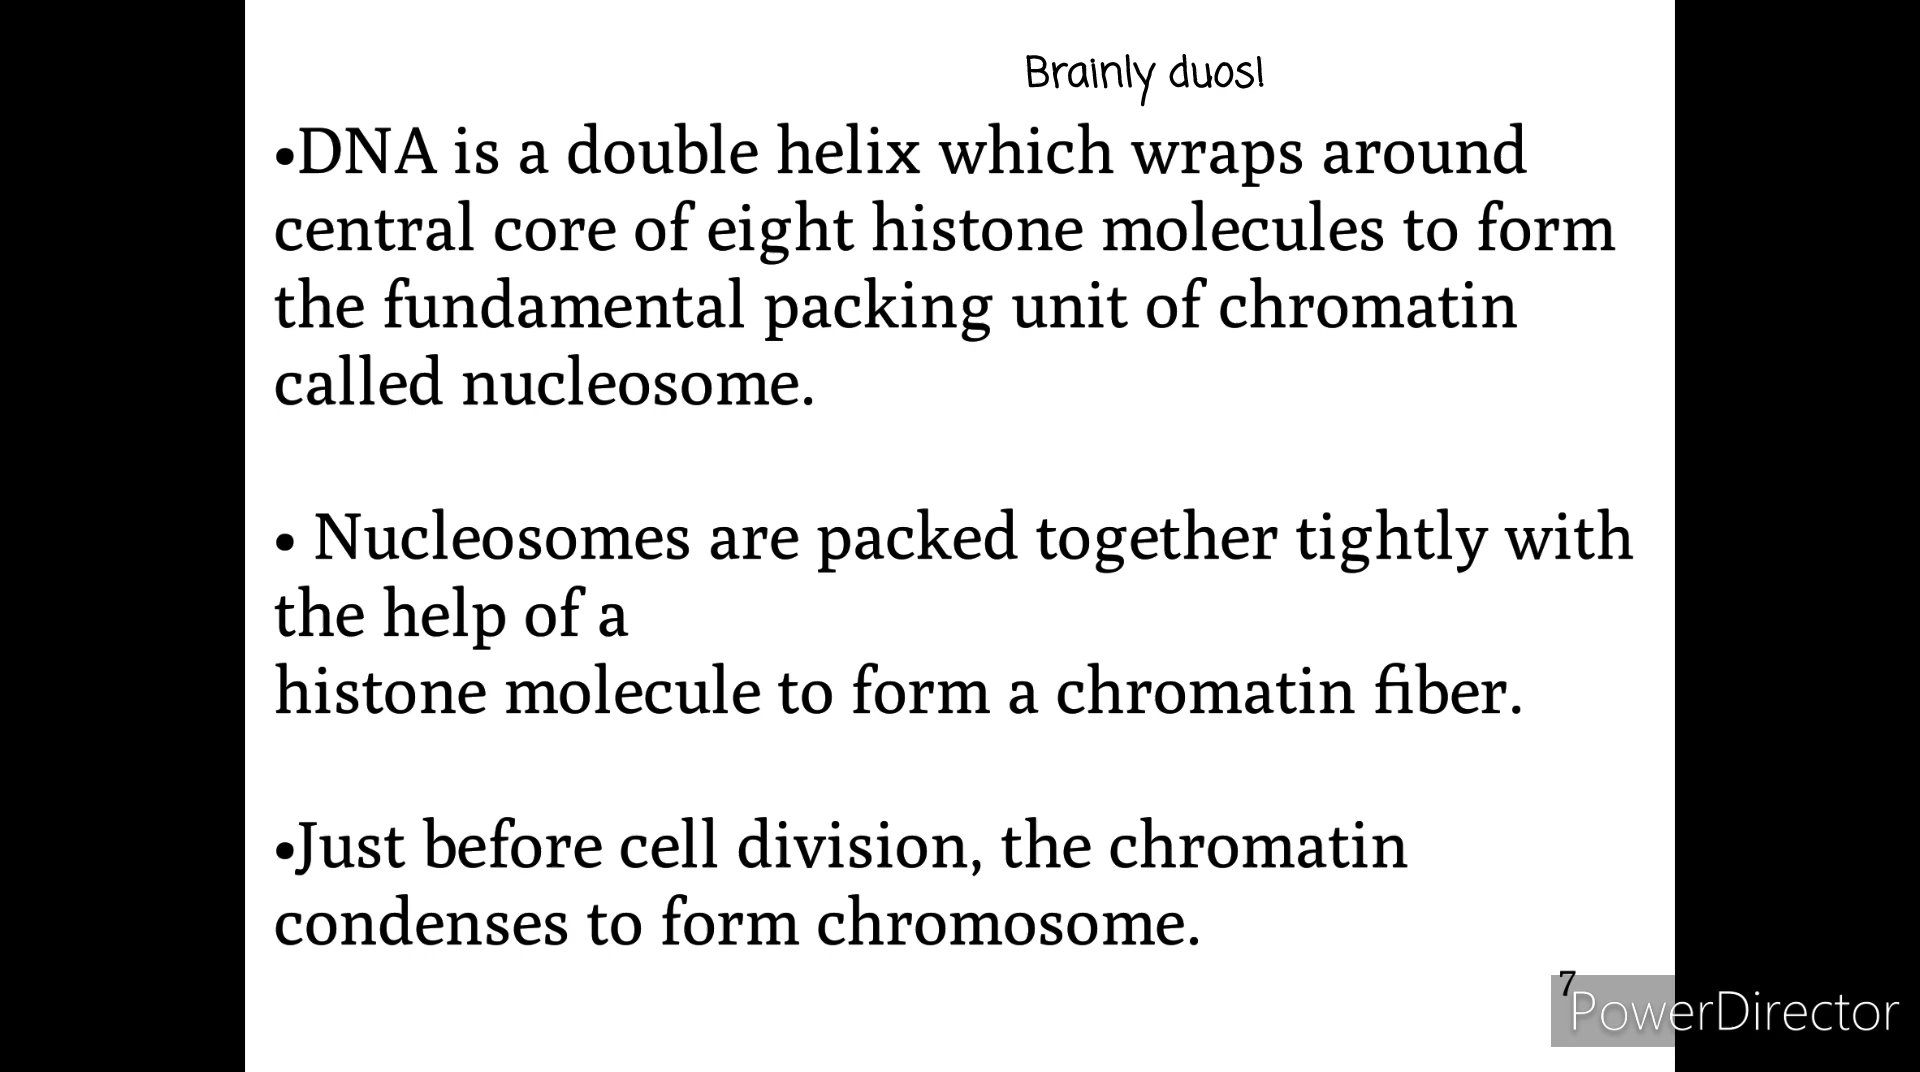 Brainly duos!
•DNA is a double helix which wraps around
central core of eight histone molecules to form
the fundamental packing unit of chromatin
called nucleosome.
• Nucleosomes are packed together tightly with
the help of a
histone molecule to form a chromatin fiber.
•Just before cell division, the chromatin
condenses to form chromosome.
7
PowerDirector